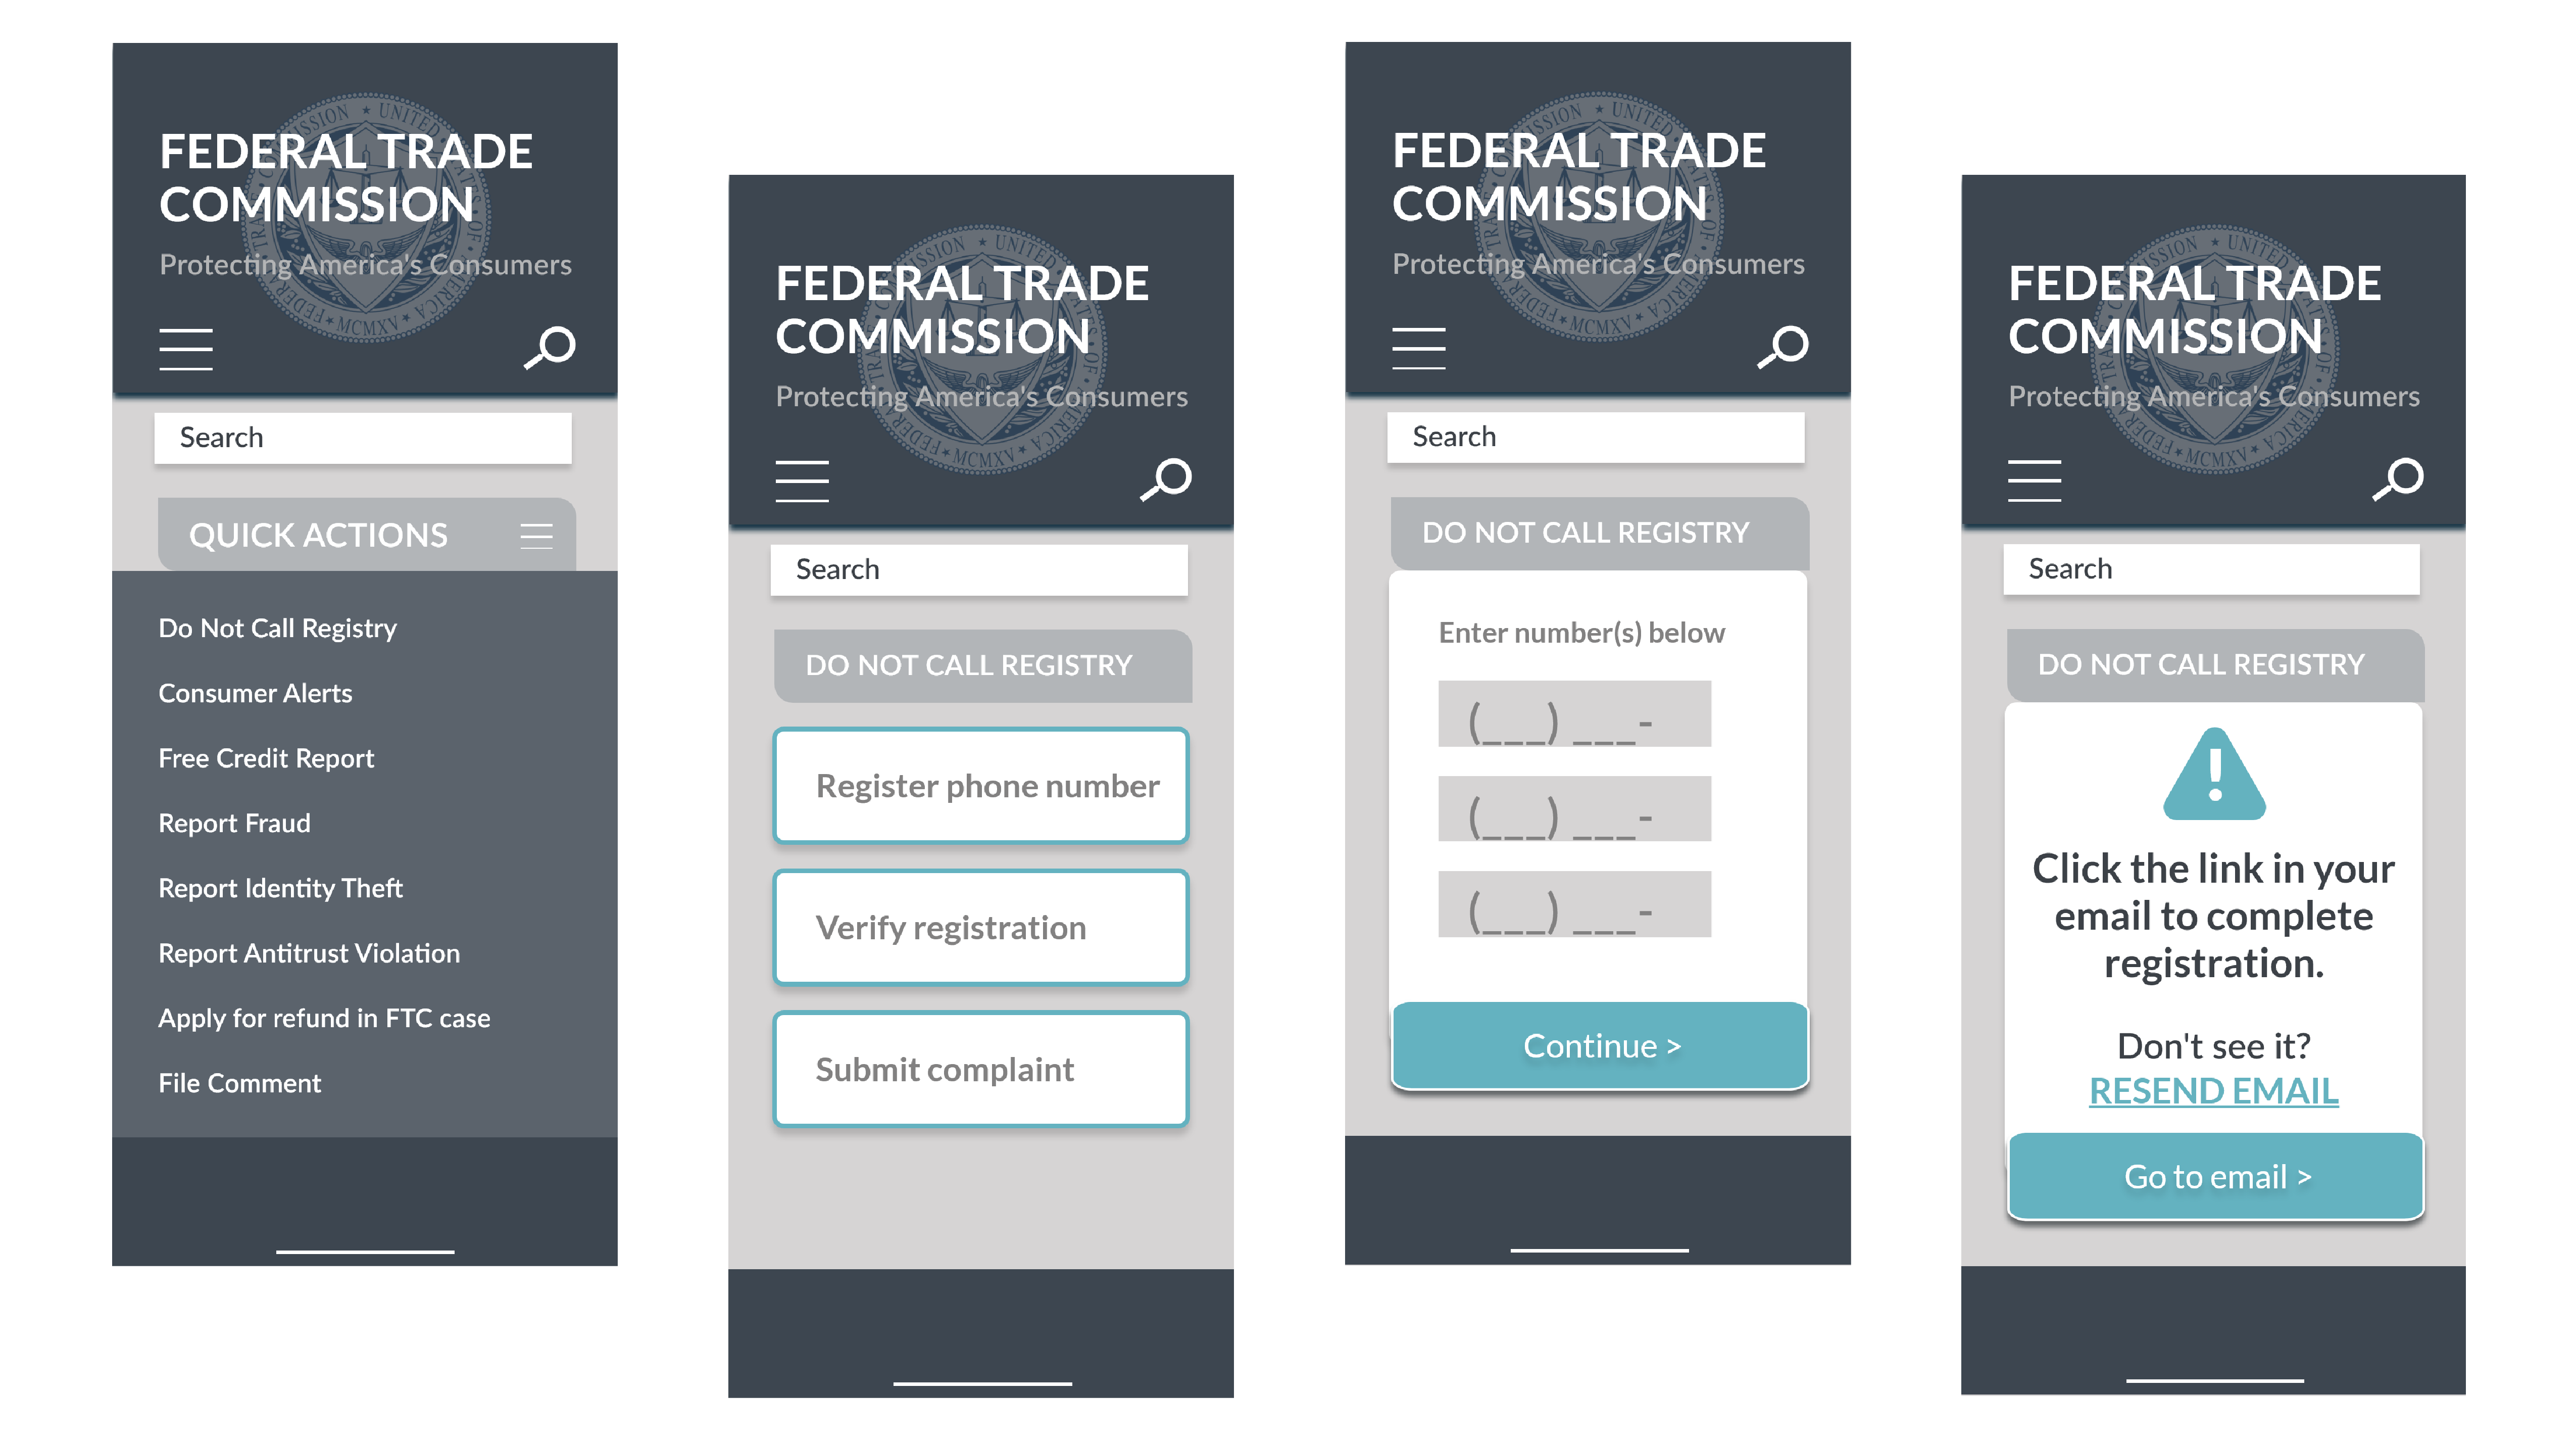 FEDERAL TRADE
COMMISSION
Protecting America's Consumers
Search
QUICK ACTIONS
Do Not Call Registry
Consumer Alerts
Free Credit Report
Report Fraud
Report Identity Theft
Report Antitrust Violation
Apply for refund in FTC case
File Comment
FEDERAL TRADE
COMMISSION
Protecting America's Consumers
Search
DO NOT CALL REGISTRY
Register phone number
Verify registration
Submit complaint
FEDERAL TRADE
COMMISSION
Protecting America's Consumers
Search
DO NOT CALL REGISTRY
Enter number(s) below
(___) ___-
(___) ___-
(___) ___-
Continue >
FEDERAL TRADE
COMMISSION
Protecting America's Consumers
Search
DO NOT CALL REGISTRY
Click the link in your
email to complete
registration.
Don't see it?
RESEND EMAIL
Go to email >